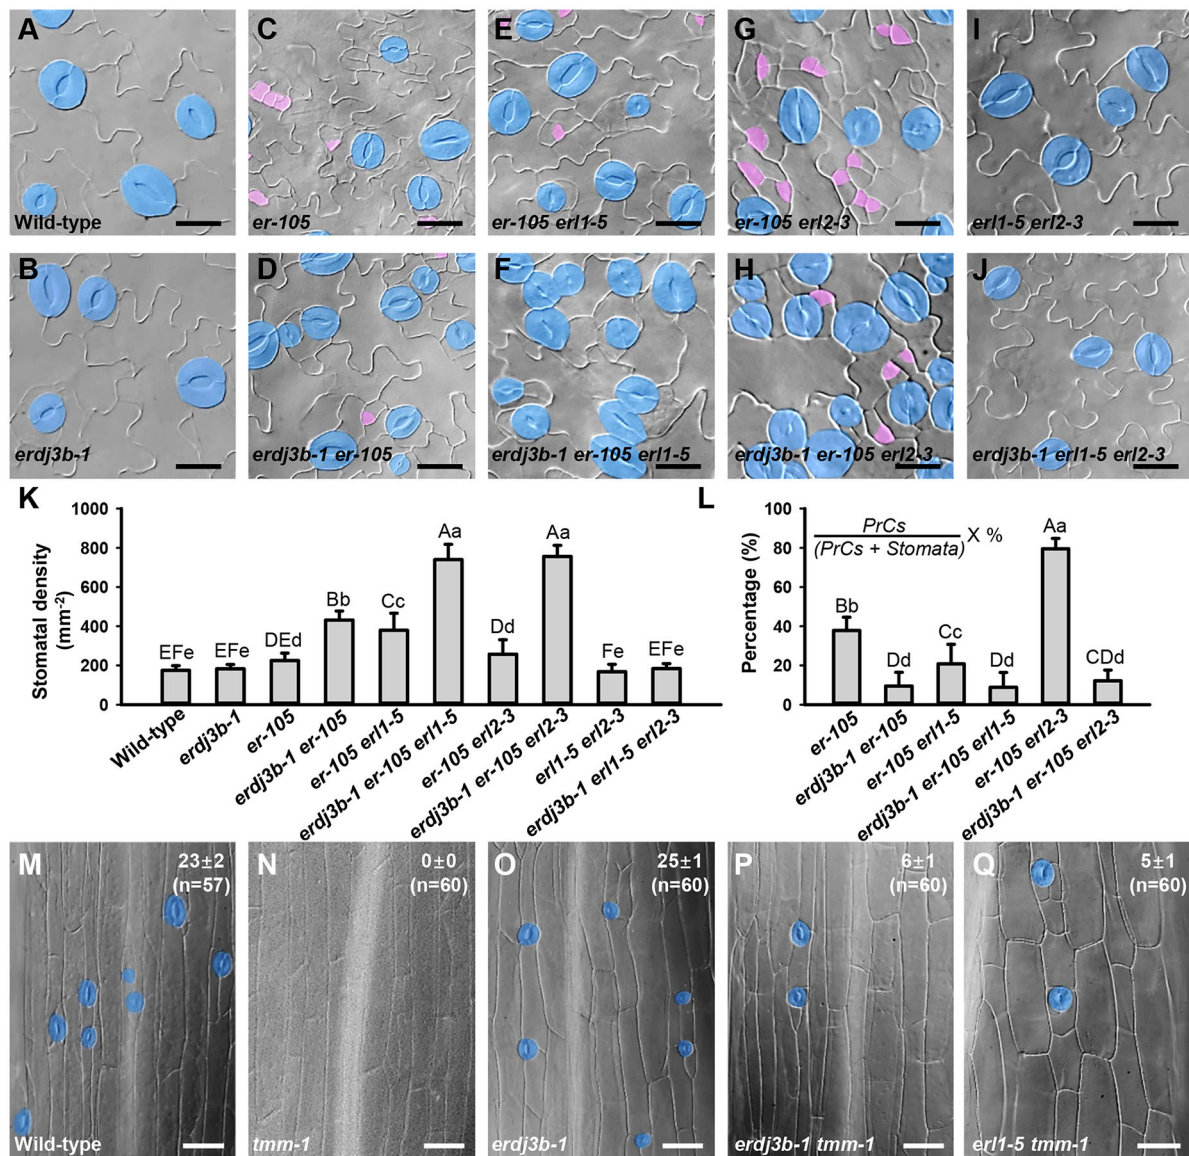 A
Wild-type
C
er-105
E
er-105 erl1-5
G
er-105 erl2-3
I
erl1-5 erl2-3
B
erdj3b-1
D
erdj3b-1 er-105
F
erdj3b-1 er-105 erl1-5
H
erdj3b-1 er-105 erl2-3
J
erdj3b-1 erl1-5 erl2-3
K
Stomatal density
(mm-2)
1000
800
600
400
200
0
EFe
EFe
DEd
Bb
Cc
Aa
Dd
Aa
Fe
EFe
Wild-type
erdj3b-1
er-105
erdj3b-1 er-105
er-105 erl1-5
erdj3b-1 er-105 erl1-5
er-105 erl2-3
erdj3b-1 er-105 erl2-3
erl1-5 erl2-3
erdj3b-1 erl1-5 erl2-3
L
Percentage (%)
100
80
60
40
20
0
PrCs
(PrCs + Stomata)
X %
Bb
Dd
Cc
Dd
Aa
CDd
er-105
erdj3b-1 er-105
er-105 erl1-5
erdj3b-1 er-105 erl1-5
er-105 erl2-3
erdj3b-1 er-105 erl2-3
M
23±2
(n=57)
Wild-type
N
0±0
(n=60)
tmm-1
O
25±1
(n=60)
erdj3b-1
P
6±1
(n=60)
erdj3b-1 tmm-1
Q
5±1
(n=60)
erl1-5 tmm-1